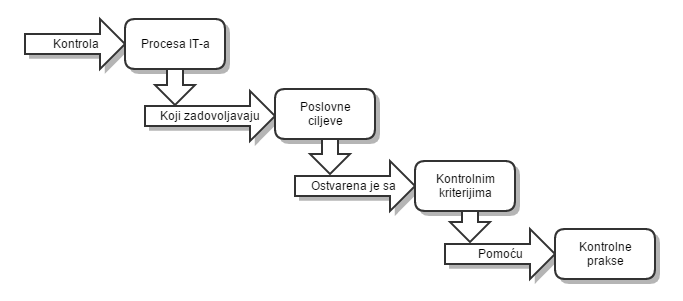 Kontrola
Procesa IT-a
Koji zadovoljavaju
Poslovne
ciljeve
Ostvarena je sa
Kontrolnim
kriterijima
Pomoću
Kontrolne
prakse